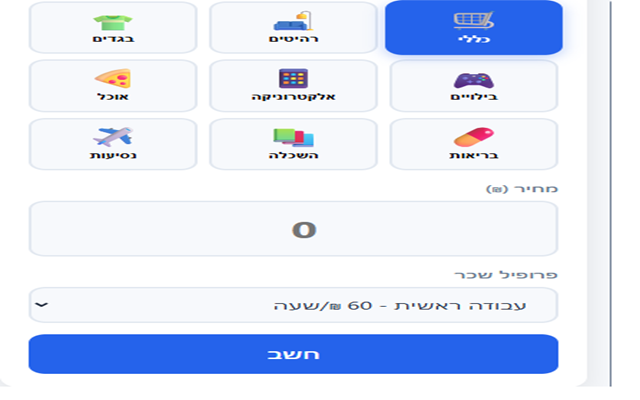 כללי
רהיטים
בגדים
בילויים
אלקטרוניקה
אוכל
בריאות
השכלה
נסיעות
מחיר (₪)
0
פרופיל שכר
עבודה ראשית - 60 ₪/שעה
חשב